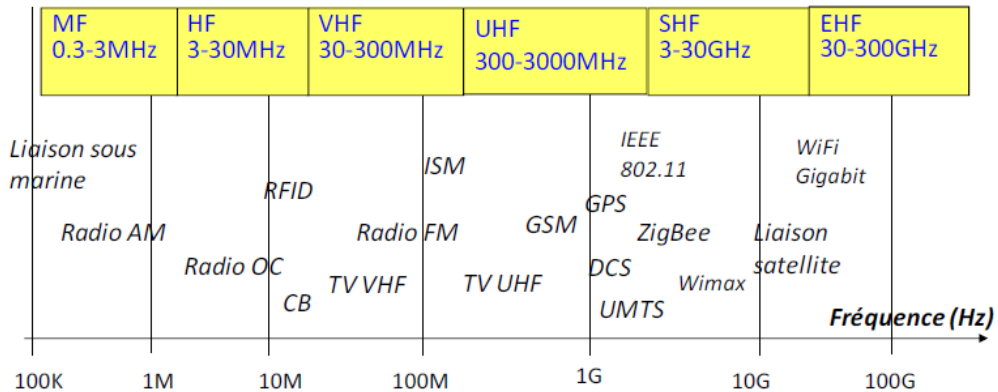 MF
0.3-3MHz
HF
3-30MHz
VHF
30-300MHz
UHF
300-3000MHz
SHF
3-30GHz
EHF
30-300GHz
Liaison sous
marine
RFID
ISM
IEEE
802.11
WiFi
Gigabit
Radio AM
Radio FM
GSM
GPS
ZigBee
Liaison
satellite
Radio OC
CB
TV VHF
TV UHF
DCS
Wimax
UMTS
Fréquence (Hz)
100K
1M
10M
100M
1G
10G
100G